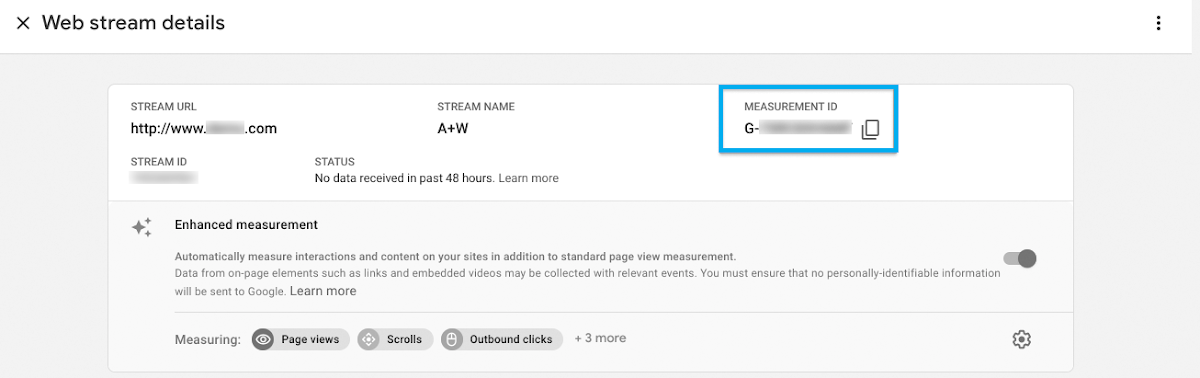 Web stream details
STREAM URL
http://www. .com
STREAM NAME
A+W
MEASUREMENT ID
G-
STREAM ID
STATUS
No data received in past 48 hours. Learn more
Enhanced measurement
Automatically measure interactions and content on your sites in addition to standard page view measurement.
Data from on-page elements such as links and embedded videos may be collected with relevant events. You must ensure that no personally-identifiable information
will be sent to Google. Learn more
Measuring: Page views Scrolls Outbound clicks + 3 more